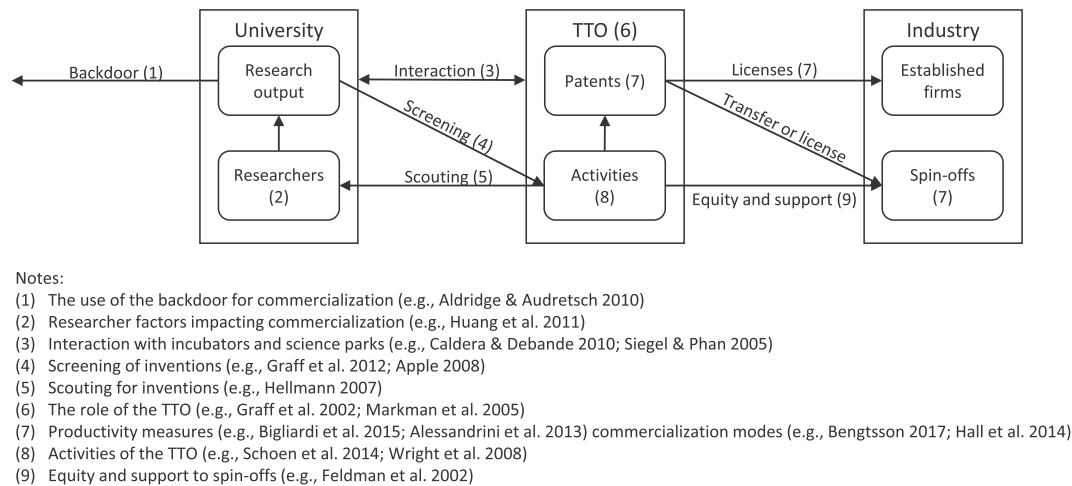 University
TTO (6)
Industry
Backdoor (1)
Research
output
Interaction (3)
Patents (7)
Licenses (7)
Established
firms
Screening (4)
Transfer or license
Researchers
(2)
Scouting (5)
Activities
(8)
Equity and support (9)
Spin-offs
(7)
Notes:
(1) The use of the backdoor for commercialization (e.g., Aldridge & Audretsch 2010)
(2) Researcher factors impacting commercialization (e.g., Huang et al. 2011)
(3) Interaction with incubators and science parks (e.g., Caldera & Debande 2010; Siegel & Phan 2005)
(4) Screening of inventions (e.g., Graff et al. 2012; Apple 2008)
(5) Scouting for inventions (e.g., Hellmann 2007)
(6) The role of the TTO (e.g., Graff et al. 2002; Markman et al. 2005)
(7) Productivity measures (e.g., Bigliardi et al. 2015; Alessandrini et al. 2013) commercialization modes (e.g., Bengtsson 2017; Hall et al. 2014)
(8) Activities of the TTO (e.g., Schoen et al. 2014; Wright et al. 2008)
(9) Equity and support to spin-offs (e.g., Feldman et al. 2002)